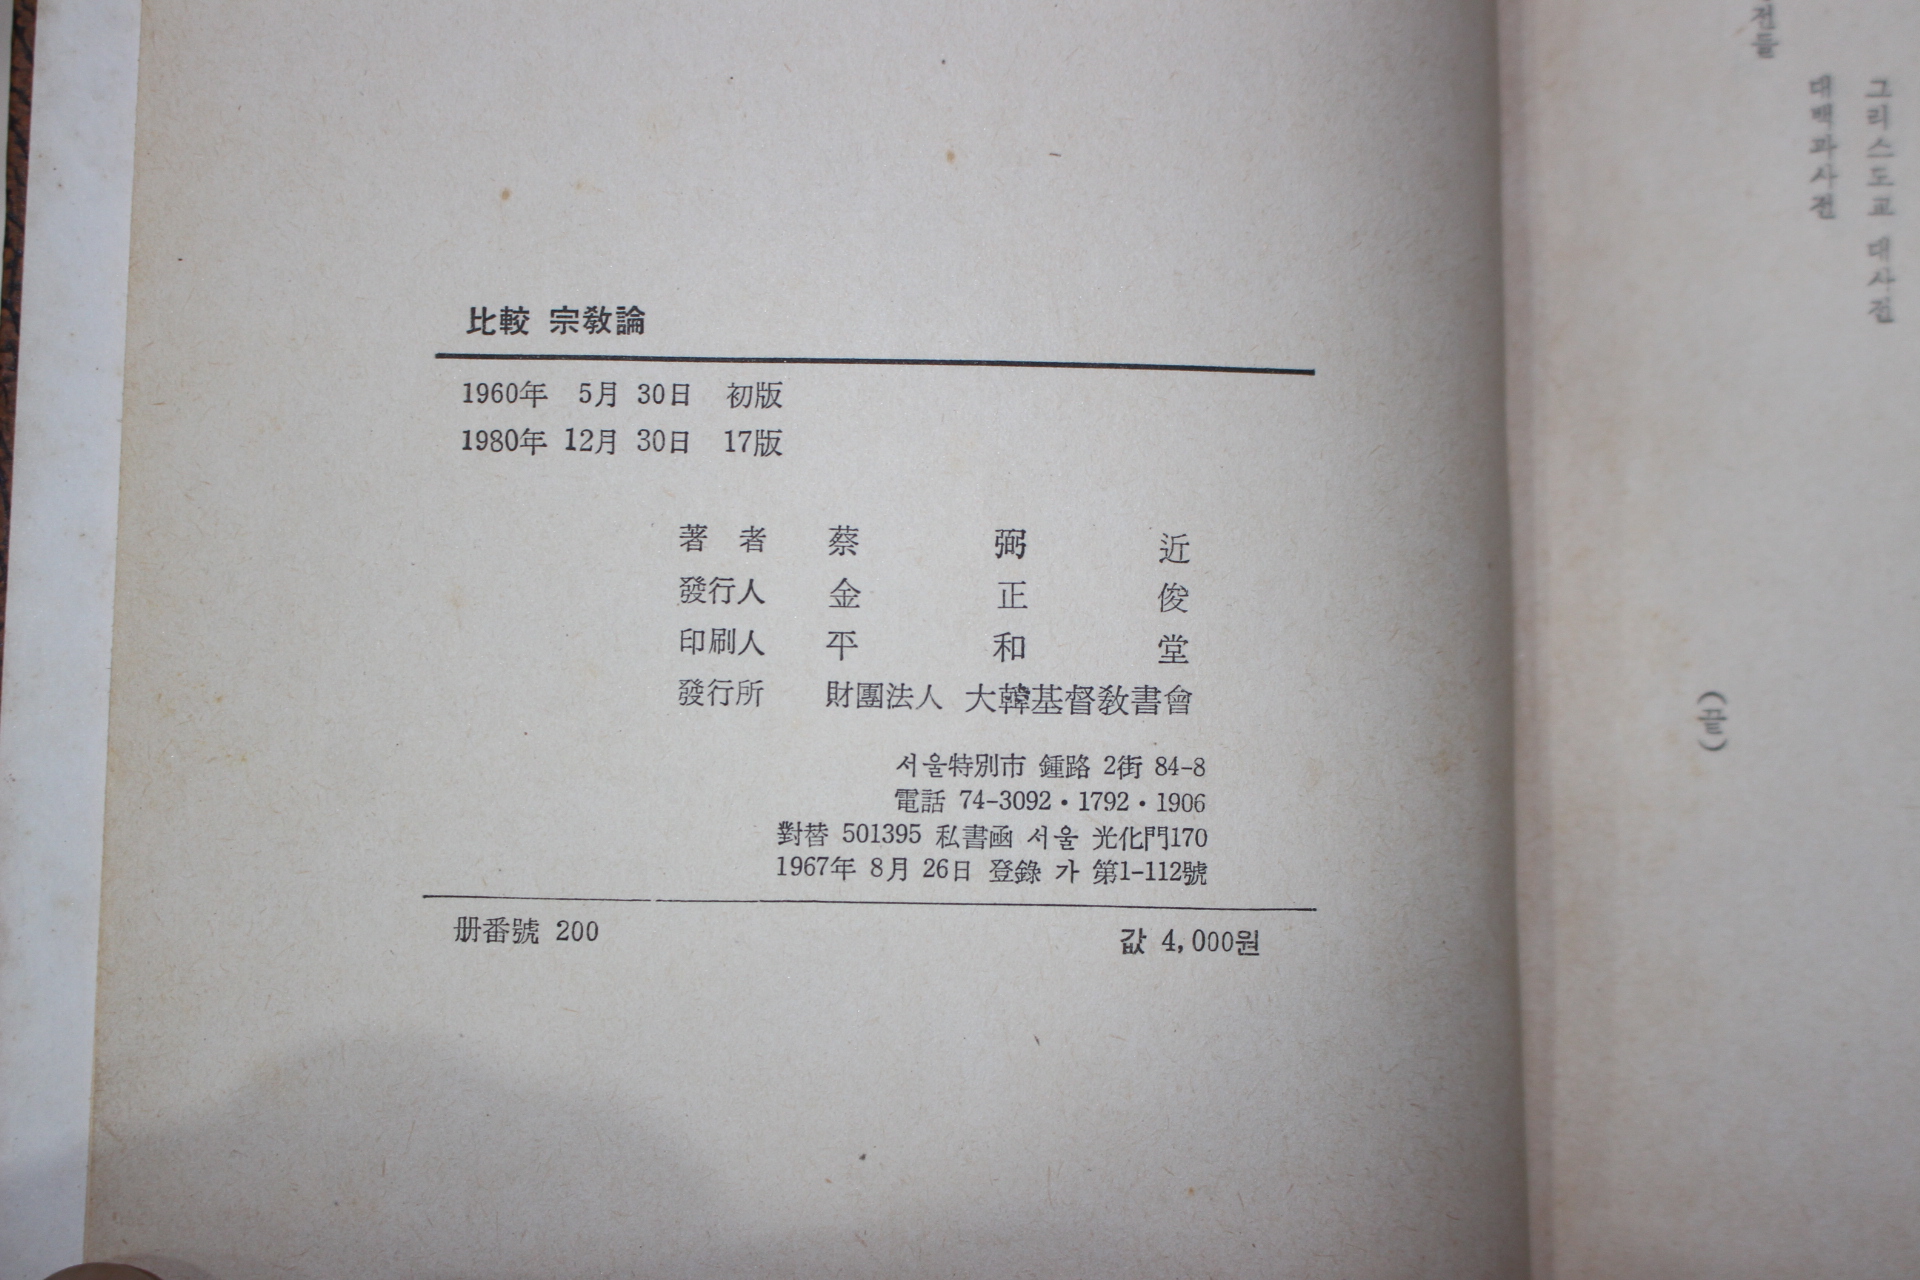 比較 宗敎論
1960年 5月 30日 初版
1980年 12月 30日 17版
著 者 蔡 弼 近
發行人 金 正 俊
印刷人 平 和 堂
發行所 財團法人 大韓基督敎書會
서울特別市 鍾路 2街 84-8
電話 74-3092·1792·1906
對替 501395 私書函 서울 光化門170
1967年 8月 26日 登錄 가 第1-112號
册番號 200
값 4,000원
그리스도교 대사전
대백과사전
전들
(끝)